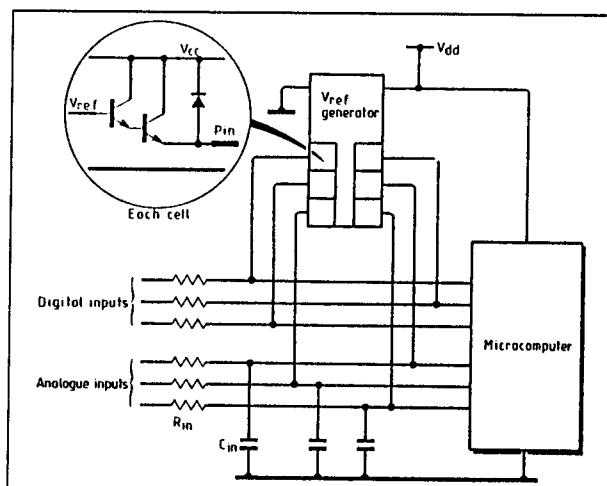 Vcc
Vref
Pin
Each cell
Vref
generator
Vdd
Digital inputs
Analogue inputs
Rin
Cin
Microcomputer